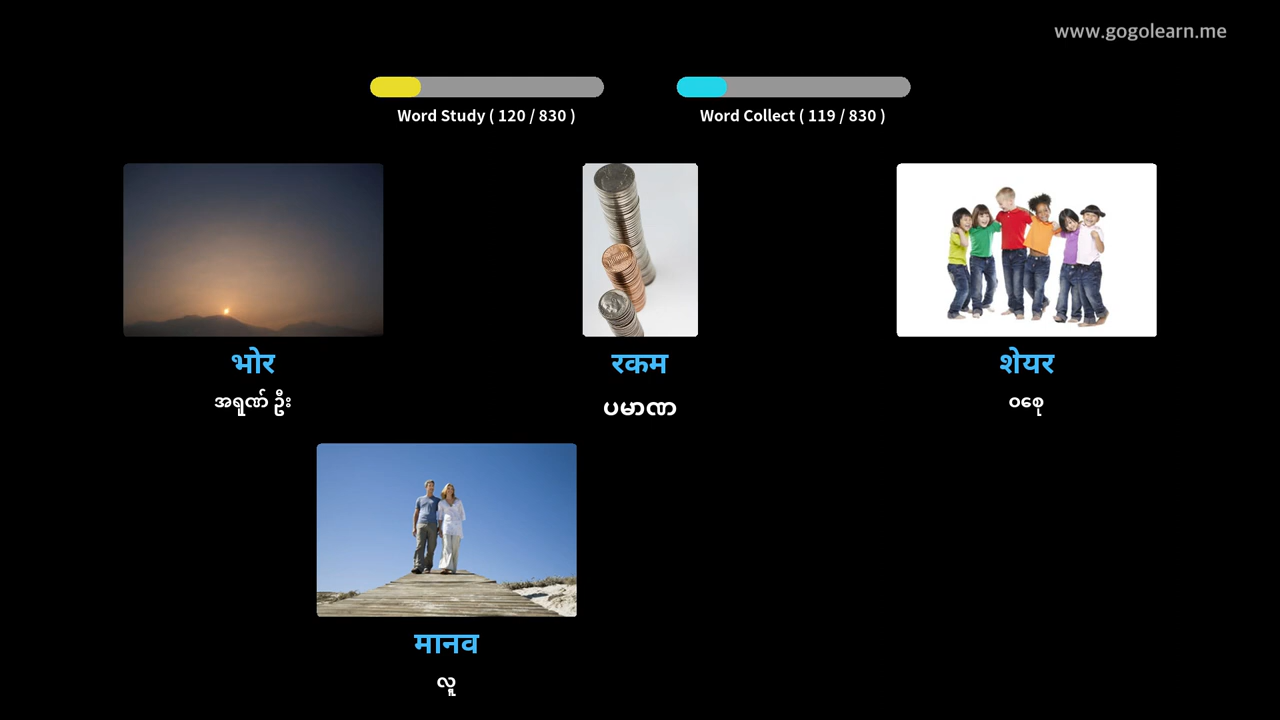 www.gogolearn.me
Word Study ( 120 / 830 )
Word Collect ( 119 / 830 )
भोर
रकम
शेयर
အရုဏ် ဦး
ပမာဏ
ဝေစု
मानव
လူ